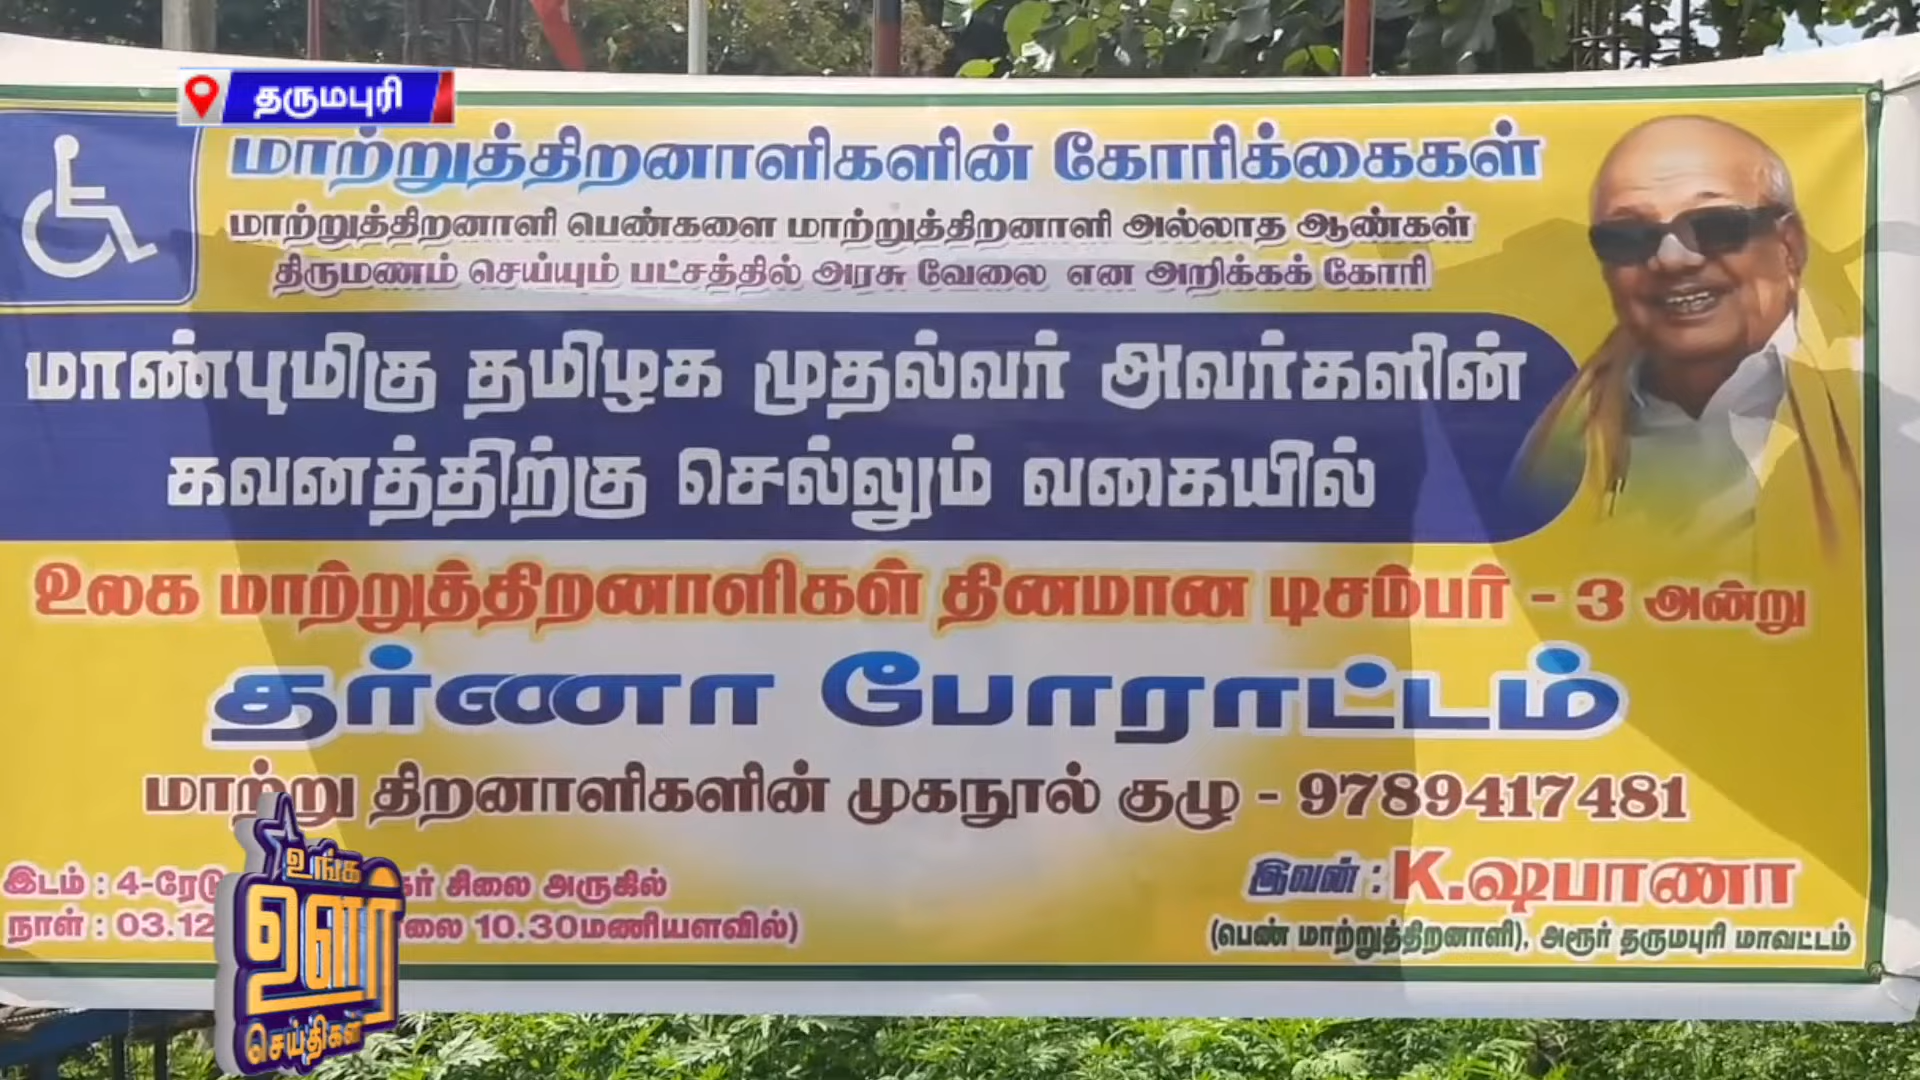 தருமபுரி
மாற்றுத்திறனாளிகளின் கோரிக்கைகள்
மாற்றுத்திறனாளி பெண்களை மாற்றுத்திறனாளி அல்லாத ஆண்கள்
திருமணம் செய்யும் பட்சத்தில் அரசு வேலை என அறிக்கக் கோரி
மாண்புமிகு தமிழக முதல்வர் அவர்களின்
கவனத்திற்கு செல்லும் வகையில்
உலக மாற்றுத்திறனாளிகள் தினமான டிசம்பர் - 3 அன்று
தர்ணா போராட்டம்
மாற்று திறனாளிகளின் முகநூல் குழு - 9789417481
இடம் : 4-ரேடு சிலை அருகில்
நாள் : 03.12 10.30மணியளவில்)
இவன் : K.ஷபாணா
(பெண் மாற்றுத்திறனாளி), அரூர் தருமபுரி மாவட்டம்
உங்க
ஊர்
செய்திகள்